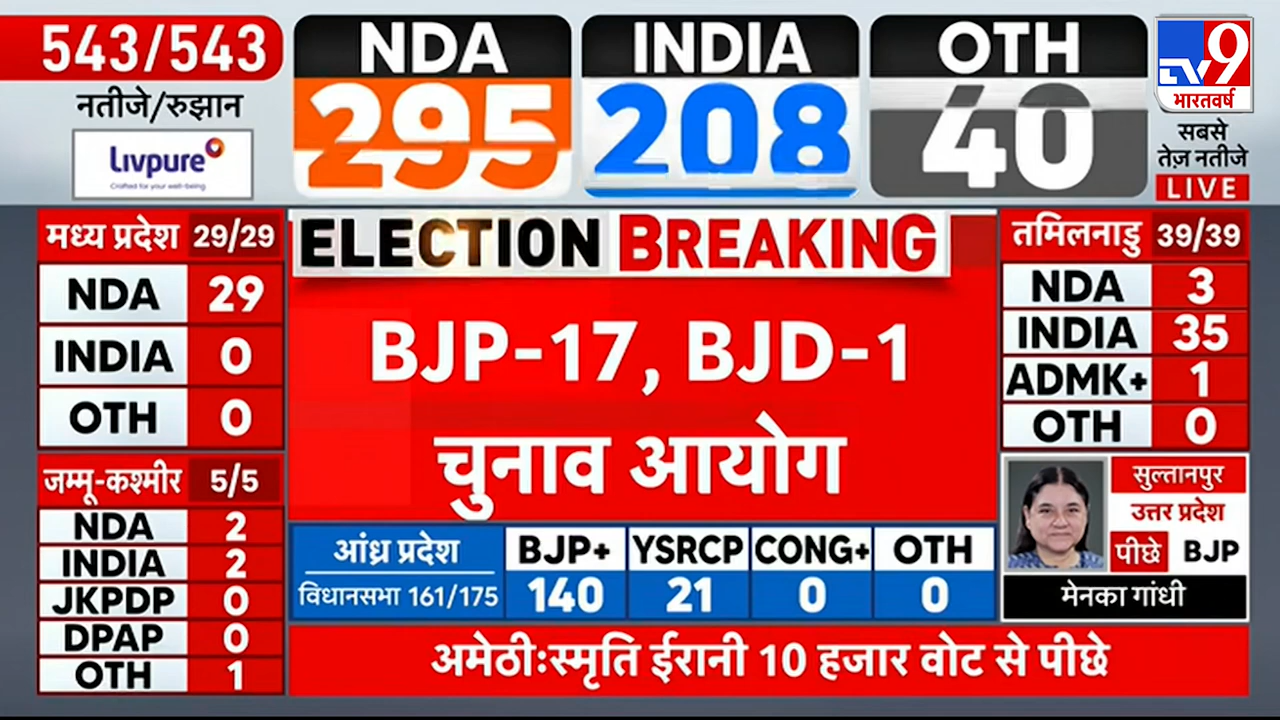 543/543
नतीजे/रुझान
Livpure
Crafted for your well-being
NDA
295
INDIA
208
OTH
40
TV9
भारतवर्ष
सबसे
तेज़ नतीजे
LIVE
मध्य प्रदेश 29/29
NDA 29
INDIA 0
OTH 0
जम्मू-कश्मीर 5/5
NDA 2
INDIA 2
JKPDP 0
DPAP 0
OTH 1
ELECTION BREAKING
BJP-17, BJD-1
चुनाव आयोग
आंध्र प्रदेश BJP+ YSRCP CONG+ OTH
विधानसभा 161/175 140 21 0 0
तमिलनाडु 39/39
NDA 3
INDIA 35
ADMK+ 1
OTH 0
सुल्तानपुर
उत्तर प्रदेश
पीछे BJP
मेनका गांधी
अमेठीःस्मृति ईरानी 10 हजार वोट से पीछे